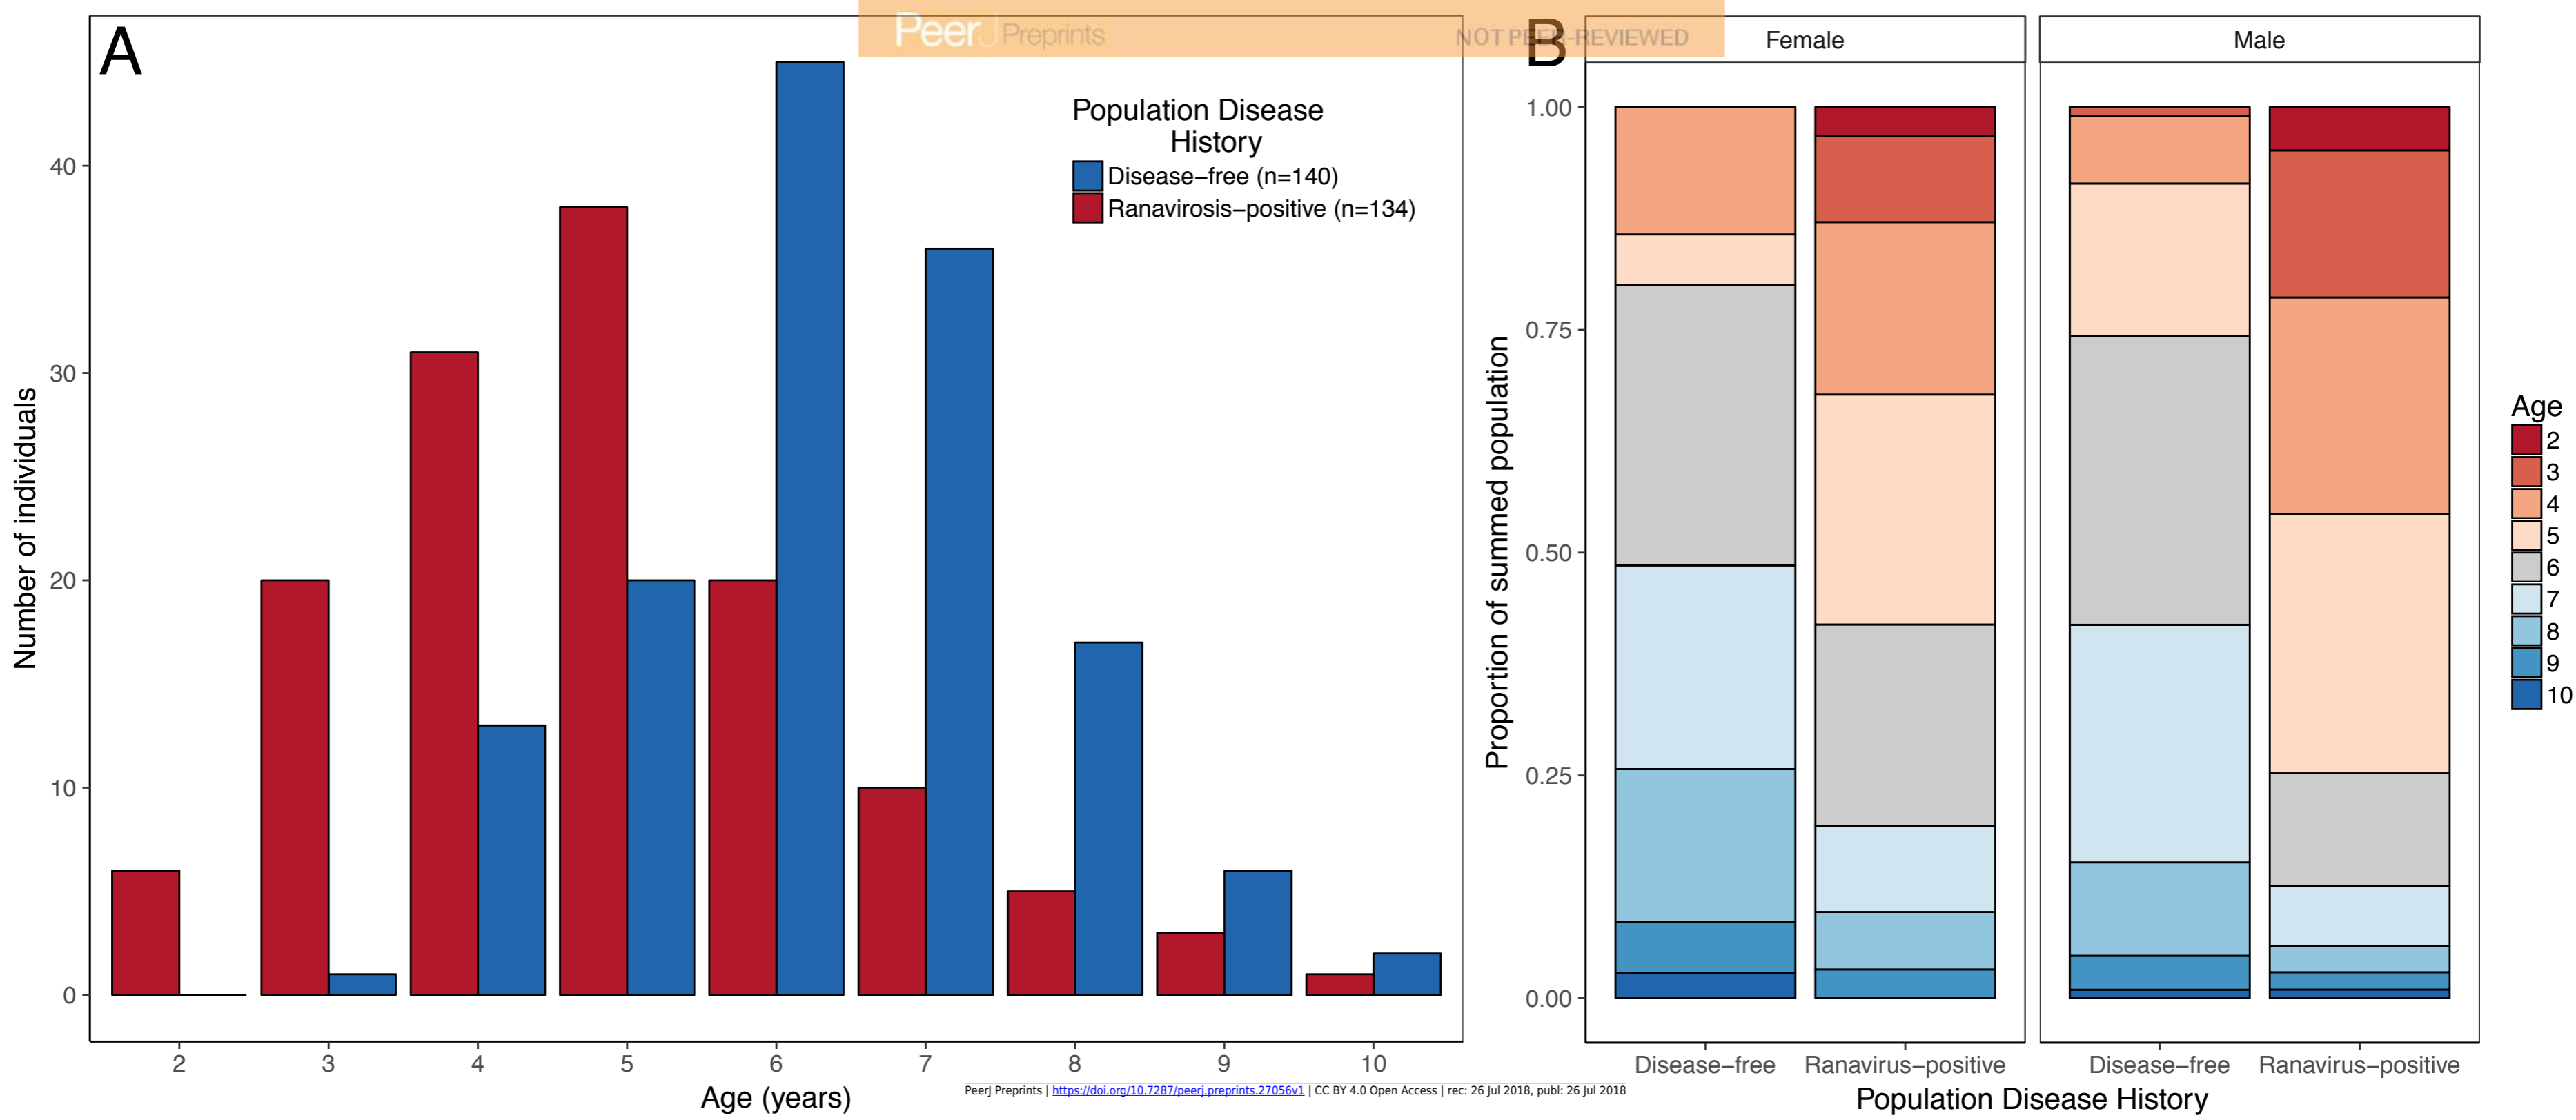 PeerJ Preprints
NOT PEER-REVIEWED
A
Number of individuals
40
30
20
10
0
Population Disease
History
Disease−free (n=140)
Ranavirosis−positive (n=134)
2 3 4 5 6 7 8 9 10
Age (years)
B
Female
Male
Proportion of summed population
1.00
0.75
0.50
0.25
0.00
Disease−free Ranavirus−positive
Disease−free Ranavirus−positive
Population Disease History
Age
2
3
4
5
6
7
8
9
10
PeerJ Preprints | https://doi.org/10.7287/peerj.preprints.27056v1 | CC BY 4.0 Open Access | rec: 26 Jul 2018, publ: 26 Jul 2018